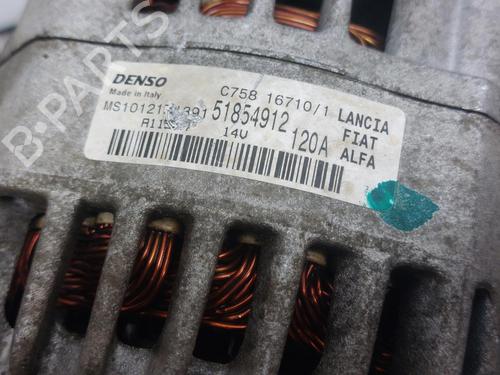 B-PARTS
DENSO
Made in Italy
C758 16710/1
LANCIA
51854912
FIAT
14V
120A
ALFA